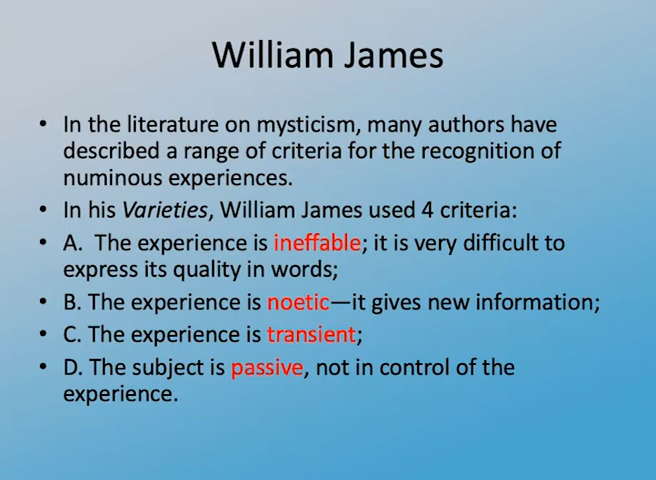 William James
• In the literature on mysticism, many authors have
described a range of criteria for the recognition of
numinous experiences.
• In his Varieties, William James used 4 criteria:
• A.  The experience is ineffable; it is very difficult to
express its quality in words;
• B. The experience is noetic—it gives new information;
• C. The experience is transient;
• D. The subject is passive, not in control of the
experience.